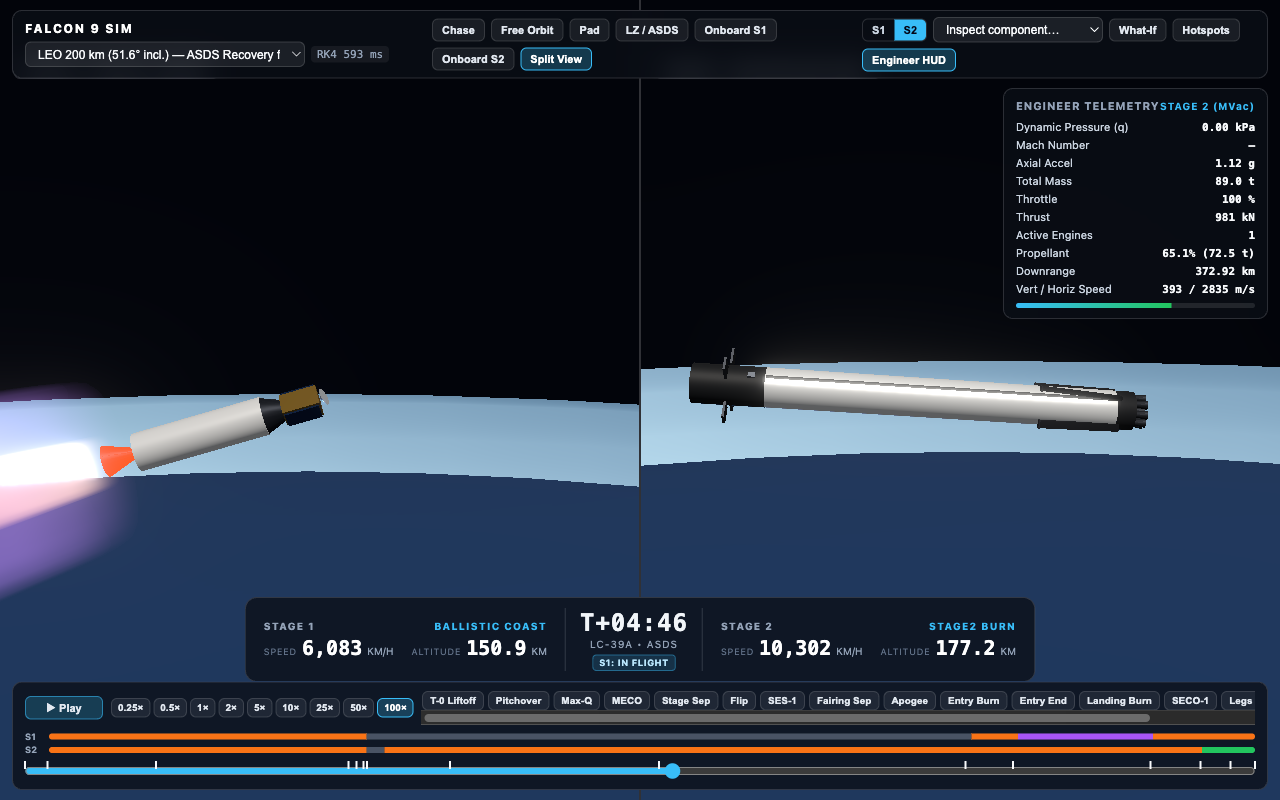 FALCON 9 SIM
LEO 200 km (51.6° incl.) — ASDS Recovery f
RK4 593 ms
Chase
Free Orbit
Pad
LZ / ASDS
Onboard S1
Onboard S2
Split View
S1
S2
Inspect component…
What-If
Hotspots
Engineer HUD
ENGINEER TELEMETRY STAGE 2 (MVac)
Dynamic Pressure (q) 0.00 kPa
Mach Number —
Axial Accel 1.12 g
Total Mass 89.0 t
Throttle 100 %
Thrust 981 kN
Active Engines 1
Propellant 65.1% (72.5 t)
Downrange 372.92 km
Vert / Horiz Speed 393 / 2835 m/s
STAGE 1 BALLISTIC COAST
SPEED 6,083 KM/H ALTITUDE 150.9 KM
T+04:46
LC-39A • ASDS
S1: IN FLIGHT
STAGE 2 STAGE2 BURN
SPEED 10,302 KM/H ALTITUDE 177.2 KM
▶ Play
0.25×
0.5×
1×
2×
5×
10×
25×
50×
100×
T-0 Liftoff
Pitchover
Max-Q
MECO
Stage Sep
Flip
SES-1
Fairing Sep
Apogee
Entry Burn
Entry End
Landing Burn
SECO-1
Legs
S1
S2